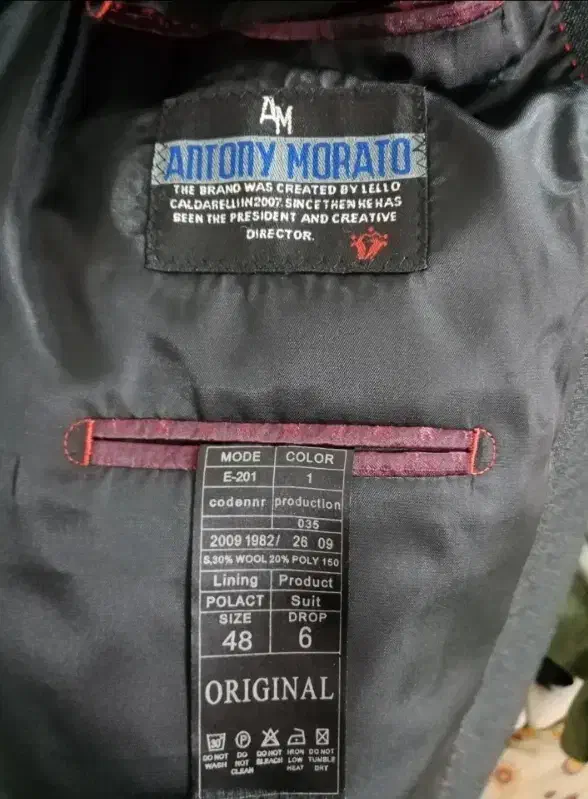 AM
ANTONY MORATO
THE BRAND WAS CREATED BY LELLO
CALDARELLI IN 2007. SINCE THEN HE HAS
BEEN THE PRESIDENT AND CREATIVE
DIRECTOR.
MODE COLOR
E-201 1
codennr production
035
2009 1982/ 26 09
S,30% WOOL 20% POLY 150
Lining Product
POLACT Suit
SIZE DROP
48 6
ORIGINAL
30 P
DO NOT DO DO NOT IRON DO NOT
WASH NOT BLEACH LOW TUMBLE
CLEAN HEAT DRY